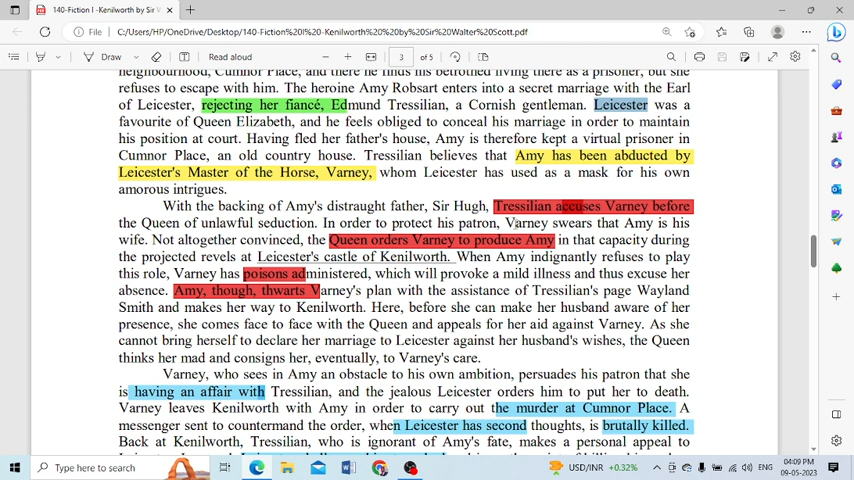 140-Fiction I - Kenilworth by Sir V
File
C:/Users/HP/OneDrive/Desktop/140-Fiction%20I%20-%20Kenilworth%20%20by%20Sir%20Walter%20Scott.pdf
Draw
Read aloud
3 of 5
neighbourhood, Cumnor Place, and there he finds his betrothed living there as a prisoner, but she
refuses to escape with him. The heroine Amy Robsart enters into a secret marriage with the Earl
of Leicester, rejecting her fiancé, Edmund Tressilian, a Cornish gentleman. Leicester was a
favourite of Queen Elizabeth, and he feels obliged to conceal his marriage in order to maintain
his position at court. Having fled her father's house, Amy is therefore kept a virtual prisoner in
Cumnor Place, an old country house. Tressilian believes that Amy has been abducted by
Leicester's Master of the Horse, Varney, whom Leicester has used as a mask for his own
amorous intrigues.
With the backing of Amy's distraught father, Sir Hugh, Tressilian accuses Varney before
the Queen of unlawful seduction. In order to protect his patron, Varney swears that Amy is his
wife. Not altogether convinced, the Queen orders Varney to produce Amy in that capacity during
the projected revels at Leicester's castle of Kenilworth. When Amy indignantly refuses to play
this role, Varney has poisons administered, which will provoke a mild illness and thus excuse her
absence. Amy, though, thwarts Varney's plan with the assistance of Tressilian's page Wayland
Smith and makes her way to Kenilworth. Here, before she can make her husband aware of her
presence, she comes face to face with the Queen and appeals for her aid against Varney. As she
cannot bring herself to declare her marriage to Leicester against her husband's wishes, the Queen
thinks her mad and consigns her, eventually, to Varney's care.
Varney, who sees in Amy an obstacle to his own ambition, persuades his patron that she
is having an affair with Tressilian, and the jealous Leicester orders him to put her to death.
Varney leaves Kenilworth with Amy in order to carry out the murder at Cumnor Place. A
messenger sent to countermand the order, when Leicester has second thoughts, is brutally killed.
Back at Kenilworth, Tressilian, who is ignorant of Amy's fate, makes a personal appeal to
Type here to search
USD/INR +0.32%
ENG
04:09 PM
09-05-2023